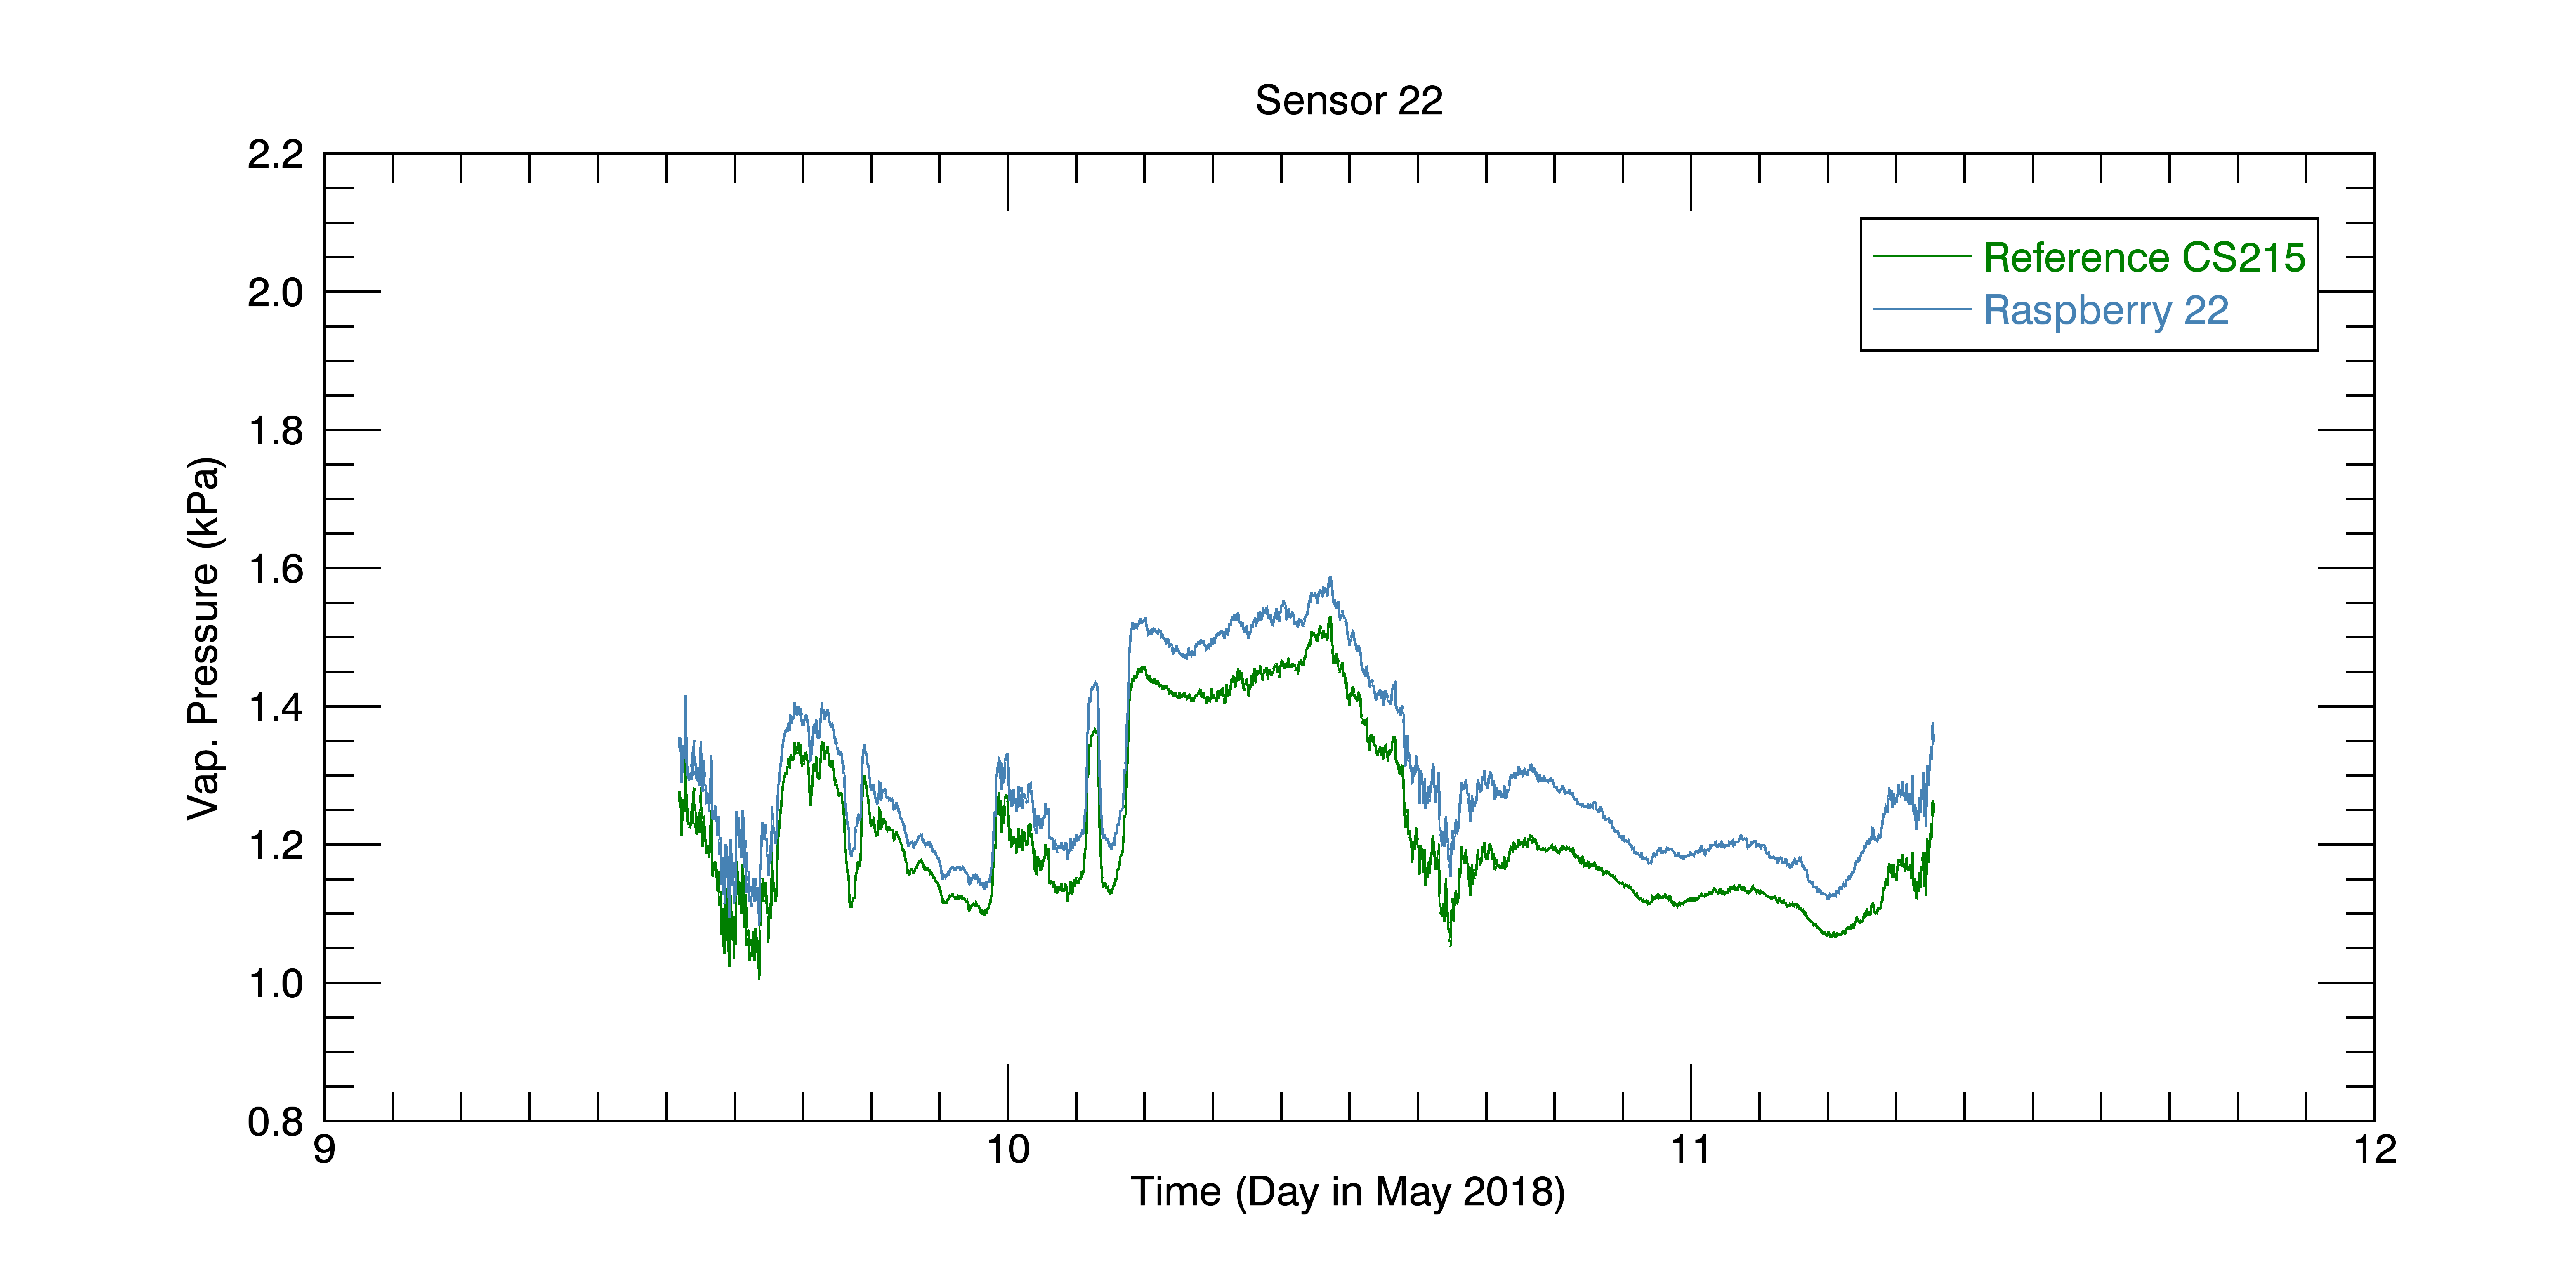 Sensor 22
2.2
2.0
1.8
1.6
1.4
1.2
1.0
0.8
Vap. Pressure (kPa)
Reference CS215
Raspberry 22
9
10
11
12
Time (Day in May 2018)